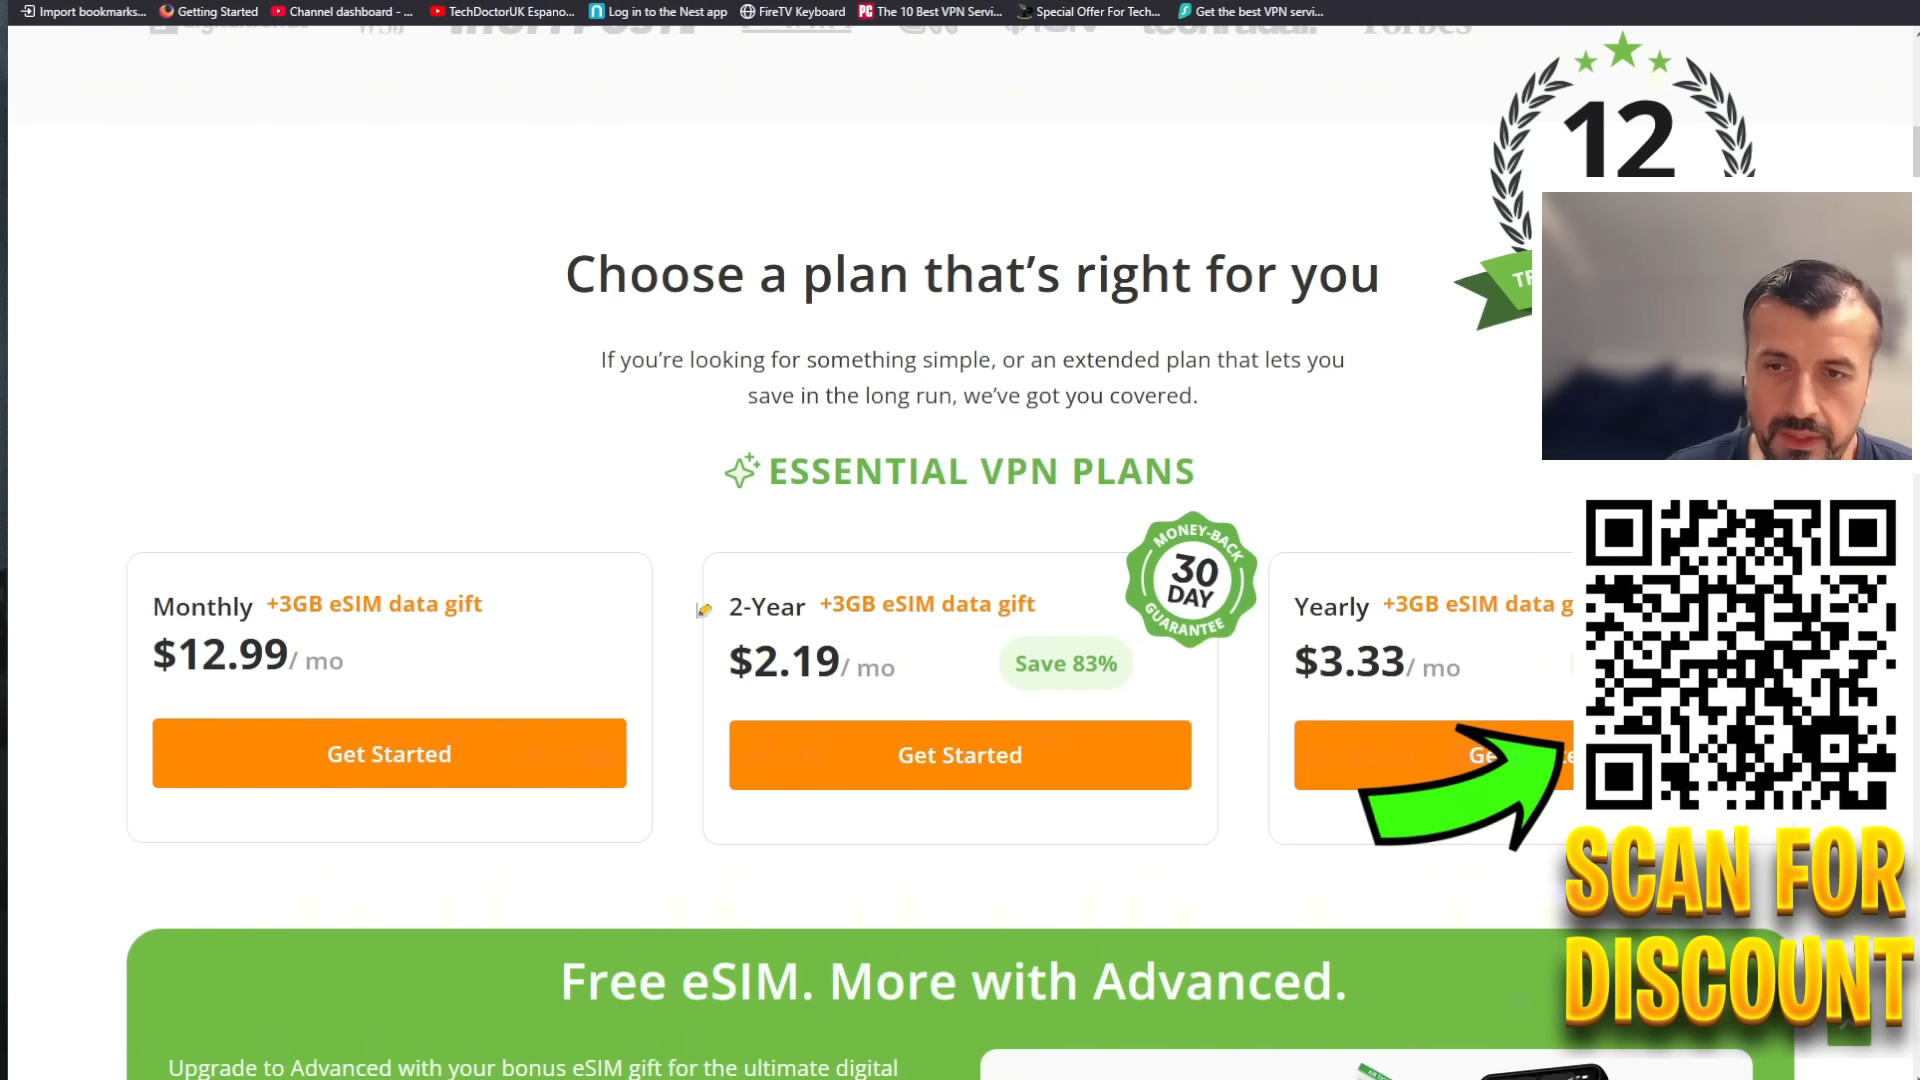 Import bookmarks... Getting Started Channel dashboard - ... TechDoctorUK Espano... Log in to the Nest app FireTV Keyboard PC The 10 Best VPN Servi... Special Offer For Tech... Get the best VPN servi...
12
Choose a plan that's right for you
If you're looking for something simple, or an extended plan that lets you
save in the long run, we've got you covered.
ESSENTIAL VPN PLANS
MONEY-BACK
30
DAY
GUARANTEE
Monthly +3GB eSIM data gift
$12.99/ mo
Get Started
2-Year +3GB eSIM data gift
$2.19/ mo Save 83%
Get Started
Yearly +3GB eSIM data g
$3.33/ mo
SCAN FOR
DISCOUNT
Free eSIM. More with Advanced.
Upgrade to Advanced with your bonus eSIM gift for the ultimate digital